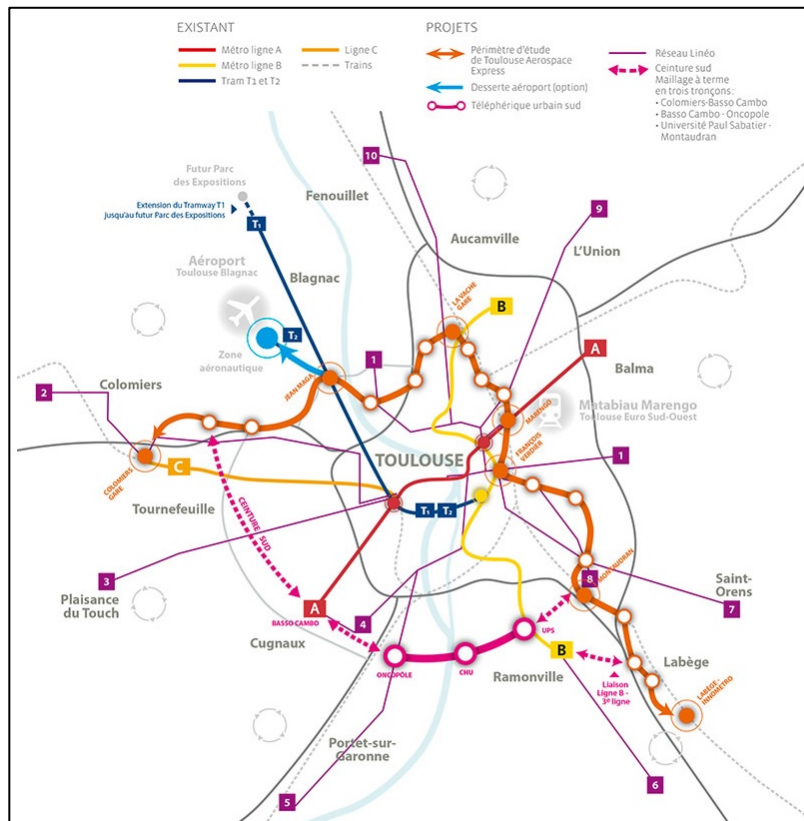 EXISTANT
Métro ligne A
Métro ligne B
Tram T1 et T2
Ligne C
Trains
PROJETS
Périmètre d'étude
de Toulouse Aerospace
Express
Desserte aéroport (option)
Téléphérique urbain sud
Réseau Linéo
Ceinture sud
Maillage à terme
en trois tronçons :
• Colomiers-Basso Cambo
• Basso Cambo - Oncopole
• Université Paul Sabatier -
Montaudran
10
Futur Parc
des Expositions
Fenouillet
9
Extension du Tramway T1
jusqu'au futur Parc des Expositions
T1
Aucamville
L'Union
Aéroport
Toulouse Blagnac
Blagnac
LA VACHE
GARE
B
T2
A
Zone
aéronautique
1
JEAN MAGA
Balma
Colomiers
2
MARENGO
Matabiau Marengo
Toulouse Euro Sud-Ouest
FRANÇOIS
VERDIER
TOULOUSE
1
COLOMIERS
GARE
C
Tournefeuille
T1
T2
CEINTURE SUD
3
MONTAUDRAN
8
Saint-
Orens
7
Plaisance
du Touch
A
BASSO CAMBO
4
UPS
Cugnaux
B
Labège
ONCOPÔLE
CHU
Ramonville
Liaison
Ligne B -
3e ligne
LABÈGE-
INNOMÉTRO
Portet-sur-
Garonne
6
5